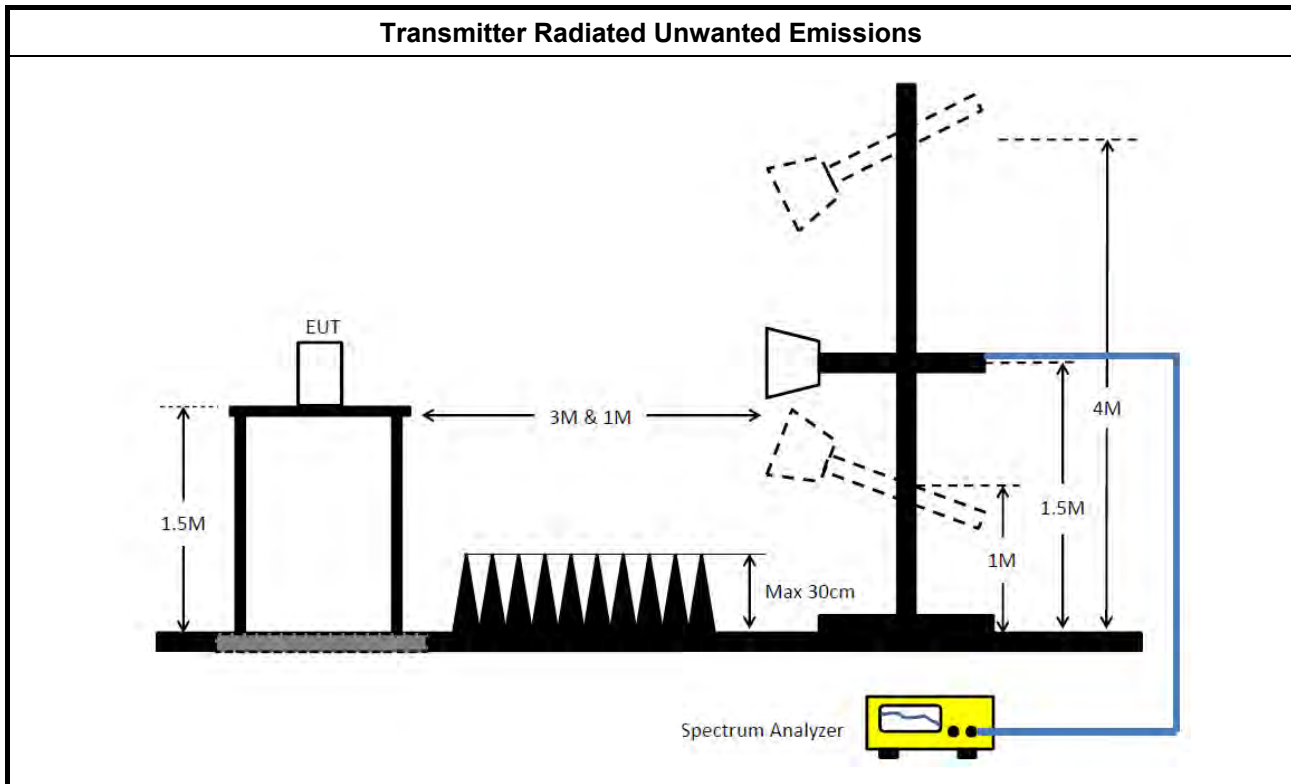 Transmitter Radiated Unwanted Emissions
EUT
3M & 1M
4M
1.5M
1.5M
1M
Max 30cm
Spectrum Analyzer